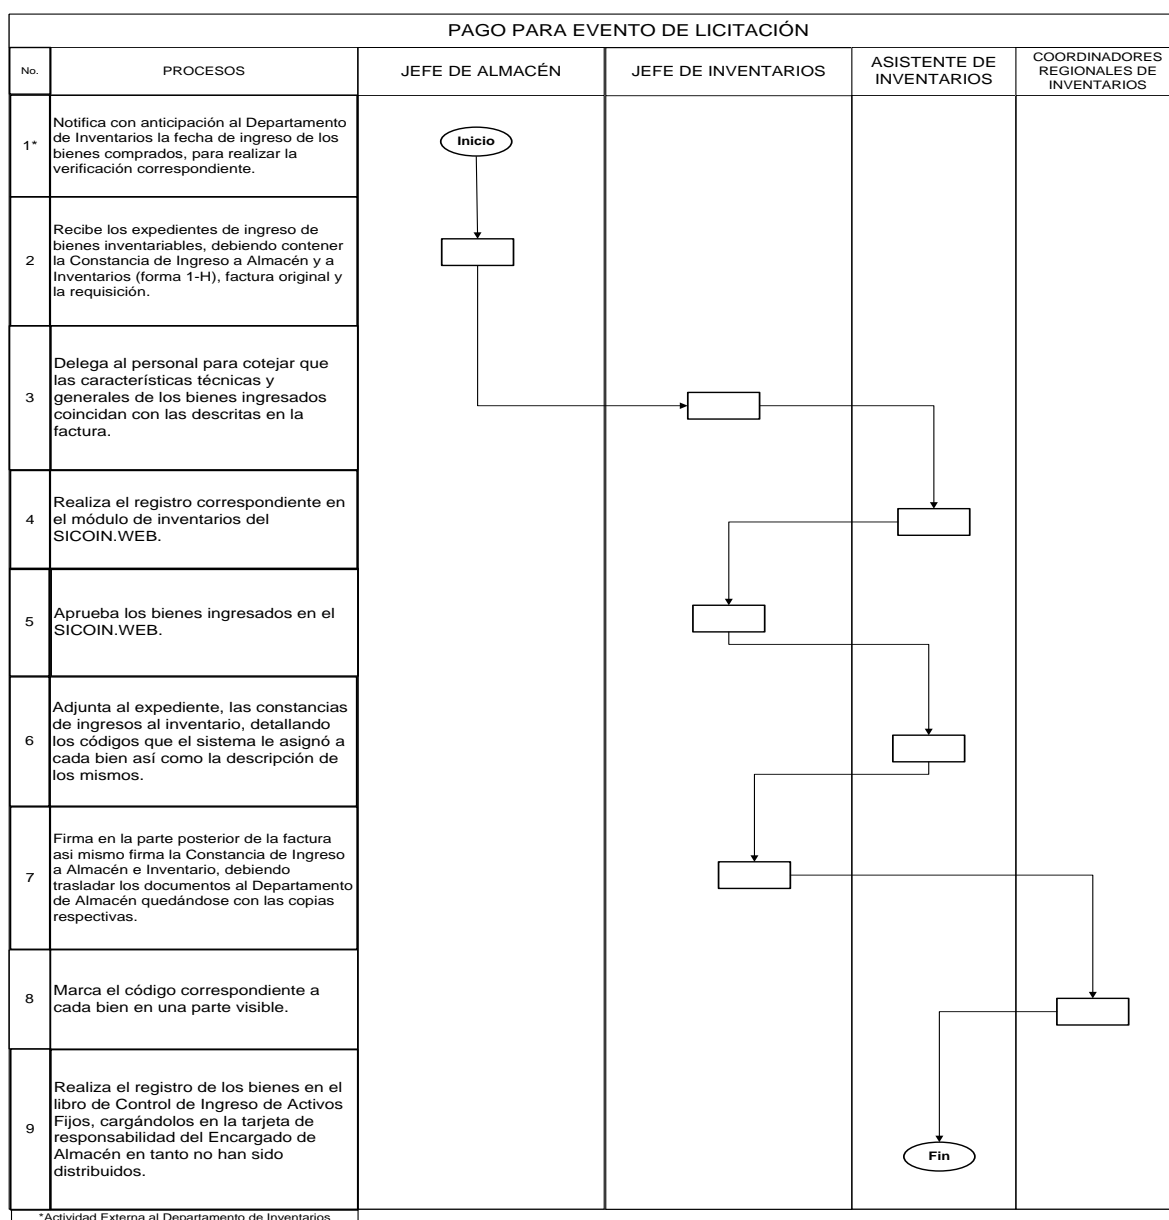 PAGO PARA EVENTO DE LICITACIÓN
No.
PROCESOS
JEFE DE ALMACÉN
JEFE DE INVENTARIOS
ASISTENTE DE
INVENTARIOS
COORDINADORES
REGIONALES DE
INVENTARIOS
1*
Notifica con anticipación al Departamento
de Inventarios la fecha de ingreso de los
bienes comprados, para realizar la
verificación correspondiente.
Inicio
2
Recibe los expedientes de ingreso de
bienes inventariables, debiendo contener
la Constancia de Ingreso a Almacén y a
Inventarios (forma 1-H), factura original y
la requisición.
3
Delega al personal para cotejar que
las características técnicas y
generales de los bienes ingresados
coincidan con las descritas en la
factura.
4
Realiza el registro correspondiente en
el módulo de inventarios del
SICOIN.WEB.
5
Aprueba los bienes ingresados en el
SICOIN.WEB.
6
Adjunta al expediente, las constancias
de ingresos al inventario, detallando
los códigos que el sistema le asignó a
cada bien así como la descripción de
los mismos.
7
Firma en la parte posterior de la factura
asi mismo firma la Constancia de Ingreso
a Almacén e Inventario, debiendo
trasladar los documentos al Departamento
de Almacén quedándose con las copias
respectivas.
8
Marca el código correspondiente a
cada bien en una parte visible.
9
Realiza el registro de los bienes en el
libro de Control de Ingreso de Activos
Fijos, cargándolos en la tarjeta de
responsabilidad del Encargado de
Almacén en tanto no han sido
distribuidos.
Fin
*Actividad Externa al Departamento de Inventarios